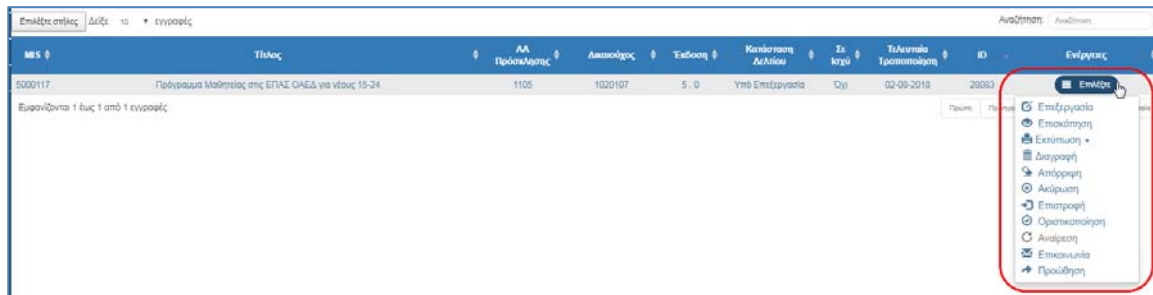 Επιλέξτε στήλες Δείξε 10 εγγραφές Αναζήτηση: Αναζήτηση
MIS Τίτλος ΑΑ Πρόσκλησης Δικαιούχος Έκδοση Κατάσταση Δελτίου Σε Ισχύ Τελευταία Τροποποίηση ID Ενέργειες
5000117 Πρόγραμμα Μαθητείας στις ΕΠΑΣ ΟΑΕΔ για νέους 15-24 1105 1020107 5 . 0 Υπό Επεξεργασία Όχι 02-08-2018 Επιλέξτε
Εμφανίζονται 1 έως 1 από 1 εγγραφές Πρώτη
Επεξεργασία
Επισκόπηση
Εκτύπωση
Διαγραφή
Απόρριψη
Ακύρωση
Επιστροφή
Οριστικοποίηση
Αναίρεση
Επικοινωνία
Προώθηση